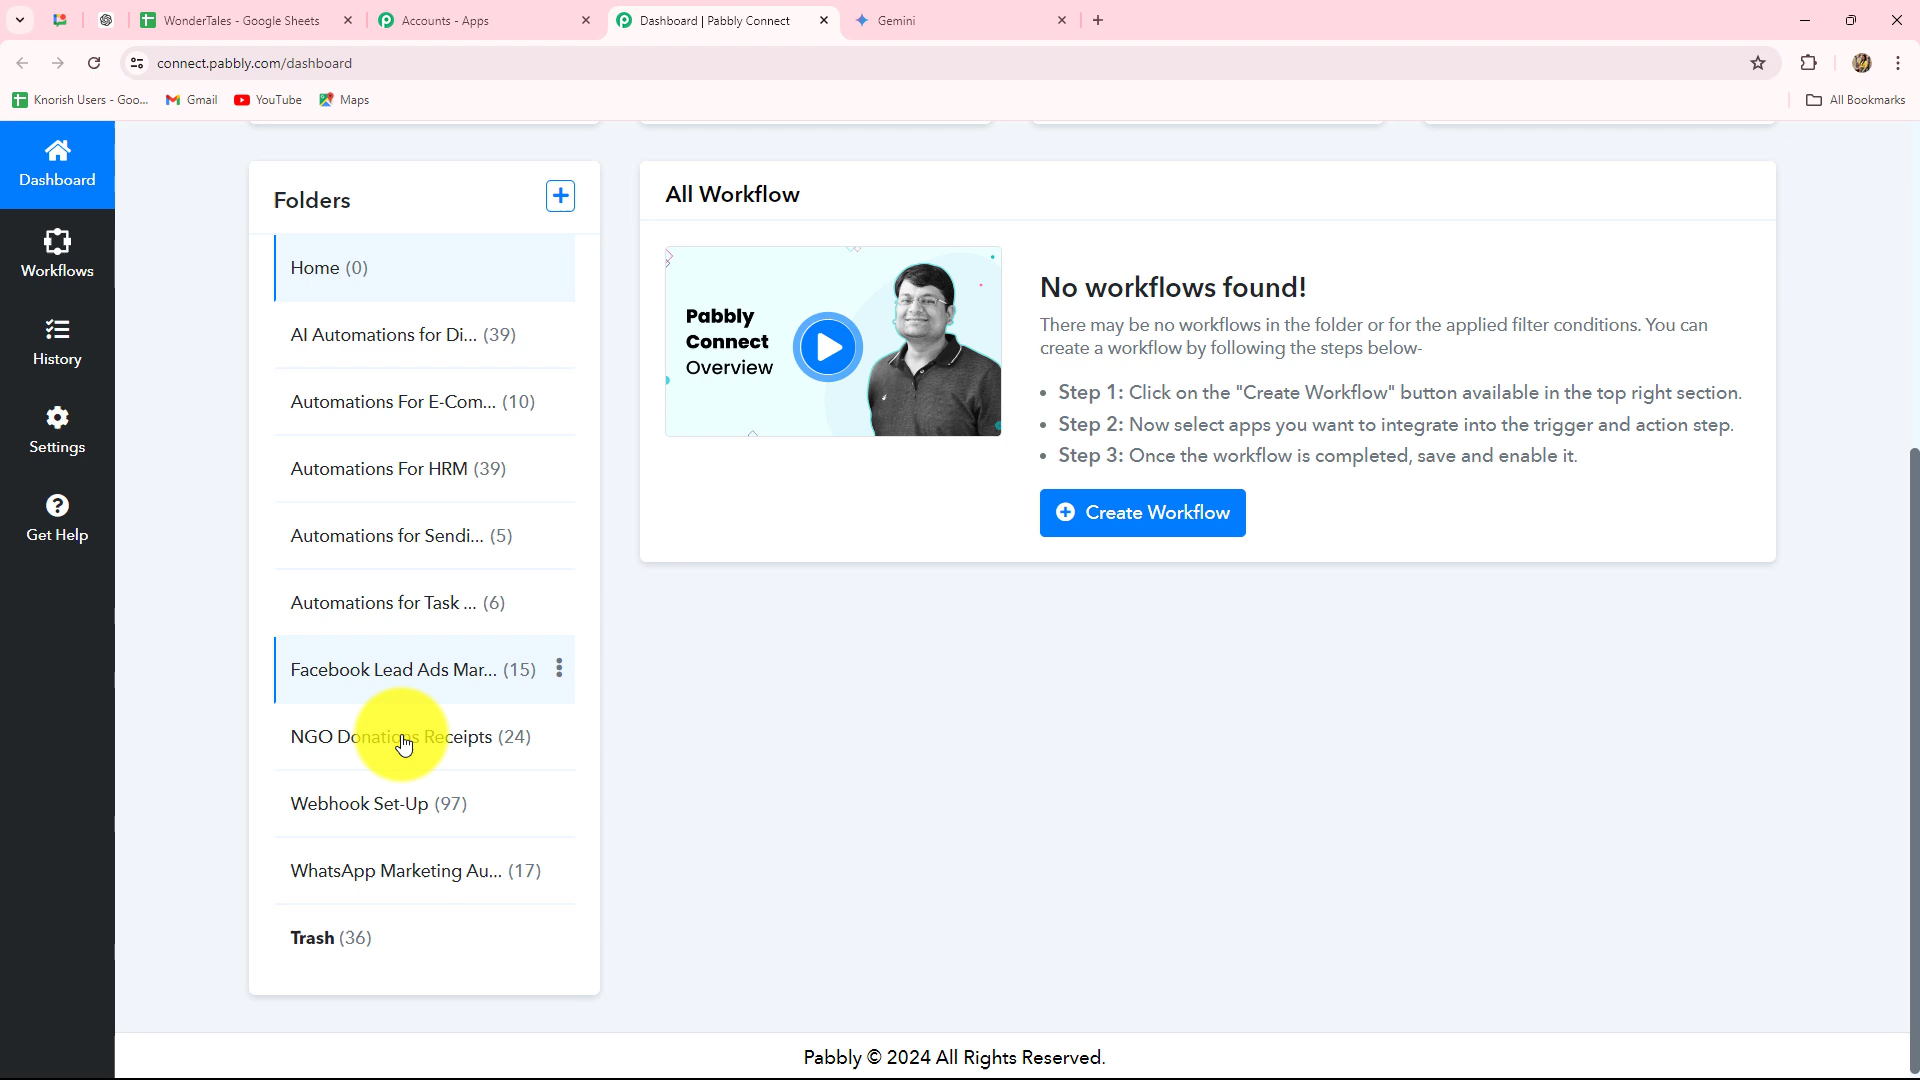 WonderTales - Google Sheets
Accounts - Apps
Dashboard | Pabbly Connect
Gemini
connect.pabbly.com/dashboard
Knorish Users - Goo...
Gmail
YouTube
Maps
All Bookmarks
Dashboard
Workflows
History
Settings
Get Help
Folders
Home (0)
AI Automations for Di... (39)
Automations For E-Com... (10)
Automations For HRM (39)
Automations for Sendi... (5)
Automations for Task ... (6)
Facebook Lead Ads Mar... (15)
NGO Donations Receipts (24)
Webhook Set-Up (97)
WhatsApp Marketing Au... (17)
Trash (36)
All Workflow
Pabbly
Connect
Overview
No workflows found!
There may be no workflows in the folder or for the applied filter conditions. You can
create a workflow by following the steps below-
• Step 1: Click on the "Create Workflow" button available in the top right section.
• Step 2: Now select apps you want to integrate into the trigger and action step.
• Step 3: Once the workflow is completed, save and enable it.
Create Workflow
Pabbly © 2024 All Rights Reserved.